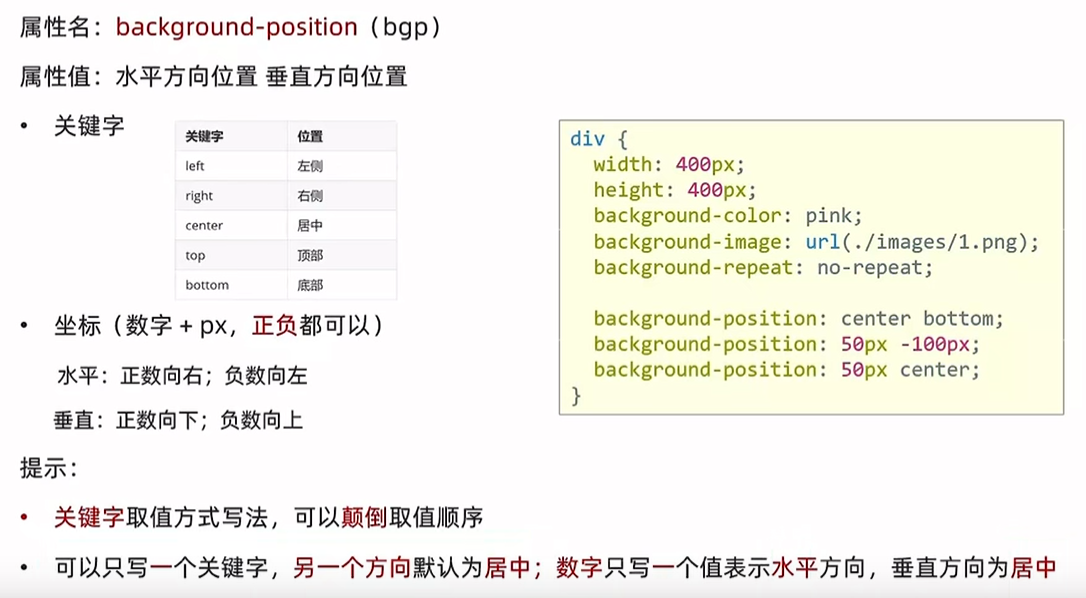 属性名：background-position（bgp）
属性值：水平方向位置 垂直方向位置
• 关键字
关键字 位置
left 左侧
right 右侧
center 居中
top 顶部
bottom 底部
• 坐标（数字 + px，正负都可以）
水平：正数向右；负数向左
垂直：正数向下；负数向上
提示：
• 关键字取值方式写法，可以颠倒取值顺序
• 可以只写一个关键字，另一个方向默认为居中；数字只写一个值表示水平方向，垂直方向为居中
div {
width: 400px;
height: 400px;
background-color: pink;
background-image: url(./images/1.png);
background-repeat: no-repeat;
background-position: center bottom;
background-position: 50px -100px;
background-position: 50px center;
}